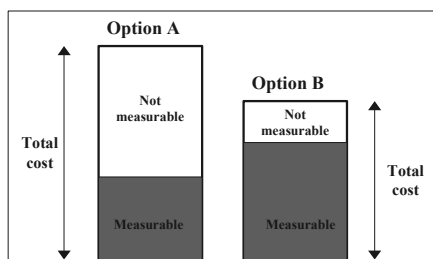 Option A
Option B
Not
measurable
Not
measurable
Total
cost
Total
cost
Measurable
Measurable